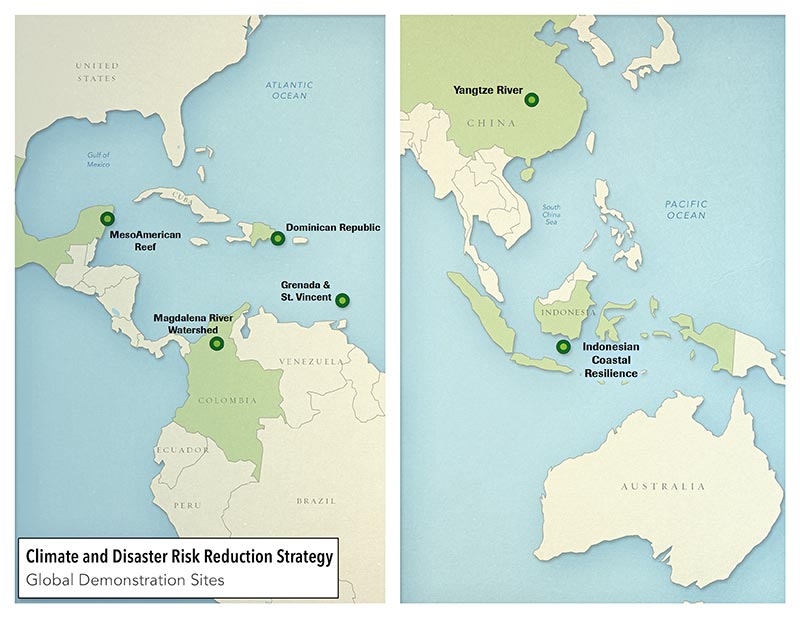 UNITED
STATES
ATLANTIC
OCEAN
Gulf of
Mexico
CUBA
MesoAmerican
Reef
Dominican Republic
Grenada &
St. Vincent
Magdalena River
Watershed
VENEZUELA
COLOMBIA
ECUADOR
PERU
BRAZIL
Climate and Disaster Risk Reduction Strategy
Global Demonstration Sites
Yangtze River
CHINA
South
China
Sea
PACIFIC
OCEAN
INDONESIA
Indonesian
Coastal
Resilience
AUSTRALIA